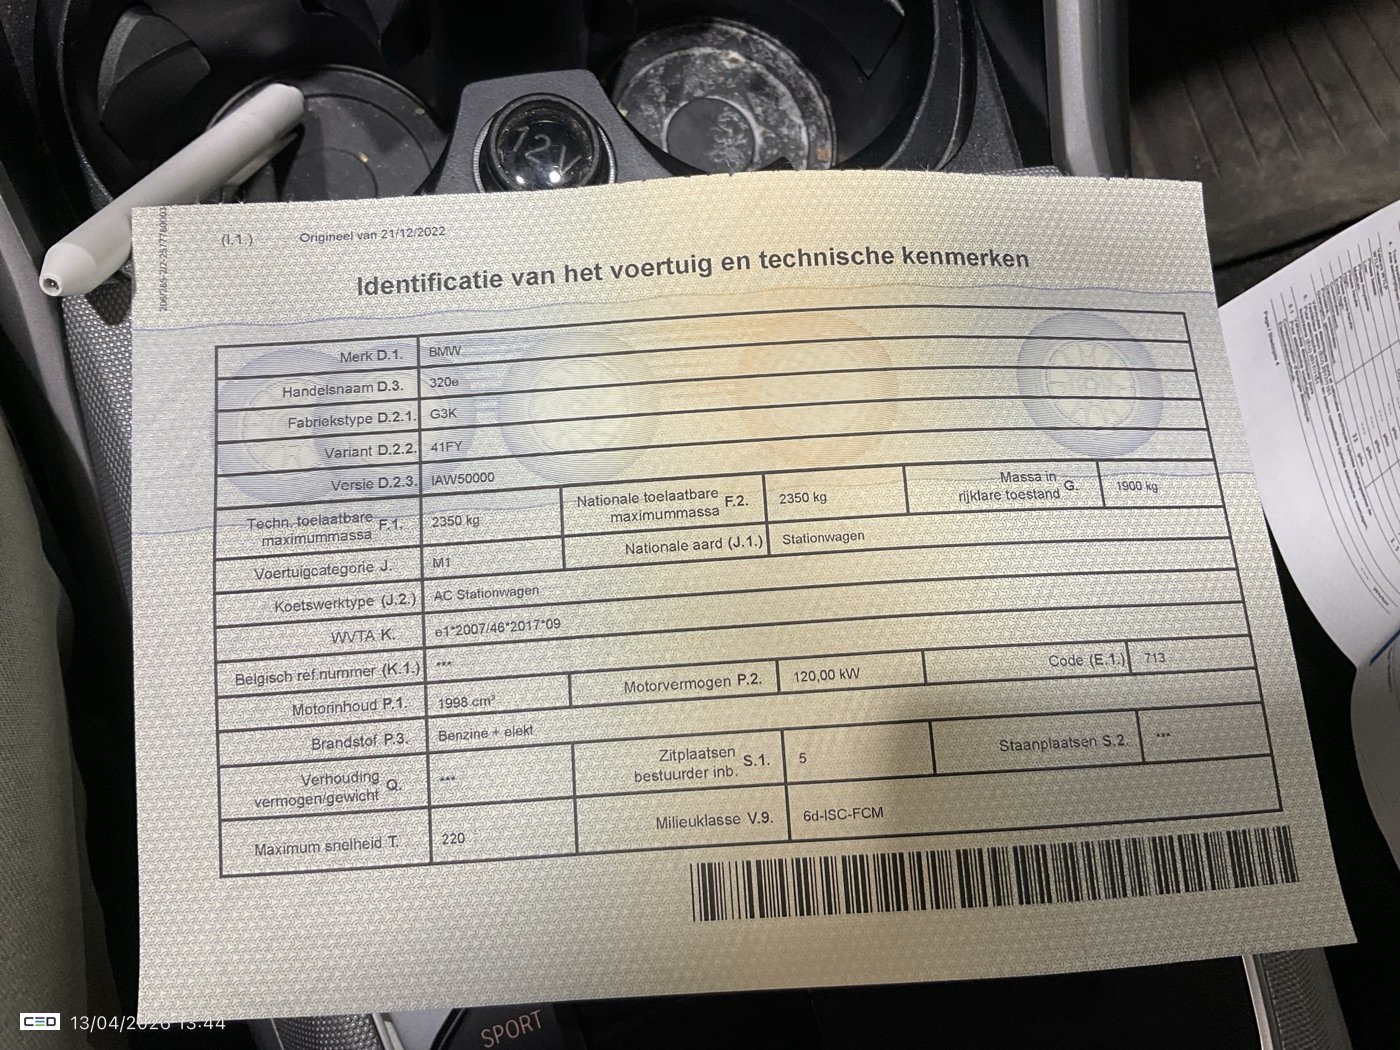 12V
(I.1.) Origineel van 21/12/2022
Identificatie van het voertuig en technische kenmerken
Merk D.1. BMW
Handelsnaam D.3. 320e
Fabriekstype D.2.1. G3K
Variant D.2.2. 41FY
Versie D.2.3. IAW50000
Techn. toelaatbare maximummassa F.1. 2350 kg Nationale toelaatbare maximummassa F.2. 2350 kg Massa in rijklare toestand G. 1900 kg
Voertuigcategorie J. M1 Nationale aard (J.1.) Stationwagen
Koetswerktype (J.2.) AC Stationwagen
WVTA K. e1*2007/46*2017*09
Belgisch ref.nummer (K.1.) ***
Motorinhoud P.1. 1998 cm³ Motorvermogen P.2. 120,00 kW Code (E.1.) 713
Brandstof P.3. Benzine + elekt
Verhouding vermogen/gewicht Q. *** Zitplaatsen bestuurder inb. S.1. 5 Staanplaatsen S.2. ***
Maximum snelheid T. 220 Milieuklasse V.9. 6d-ISC-FCM
SPORT
CED 13/04/2026 13:44